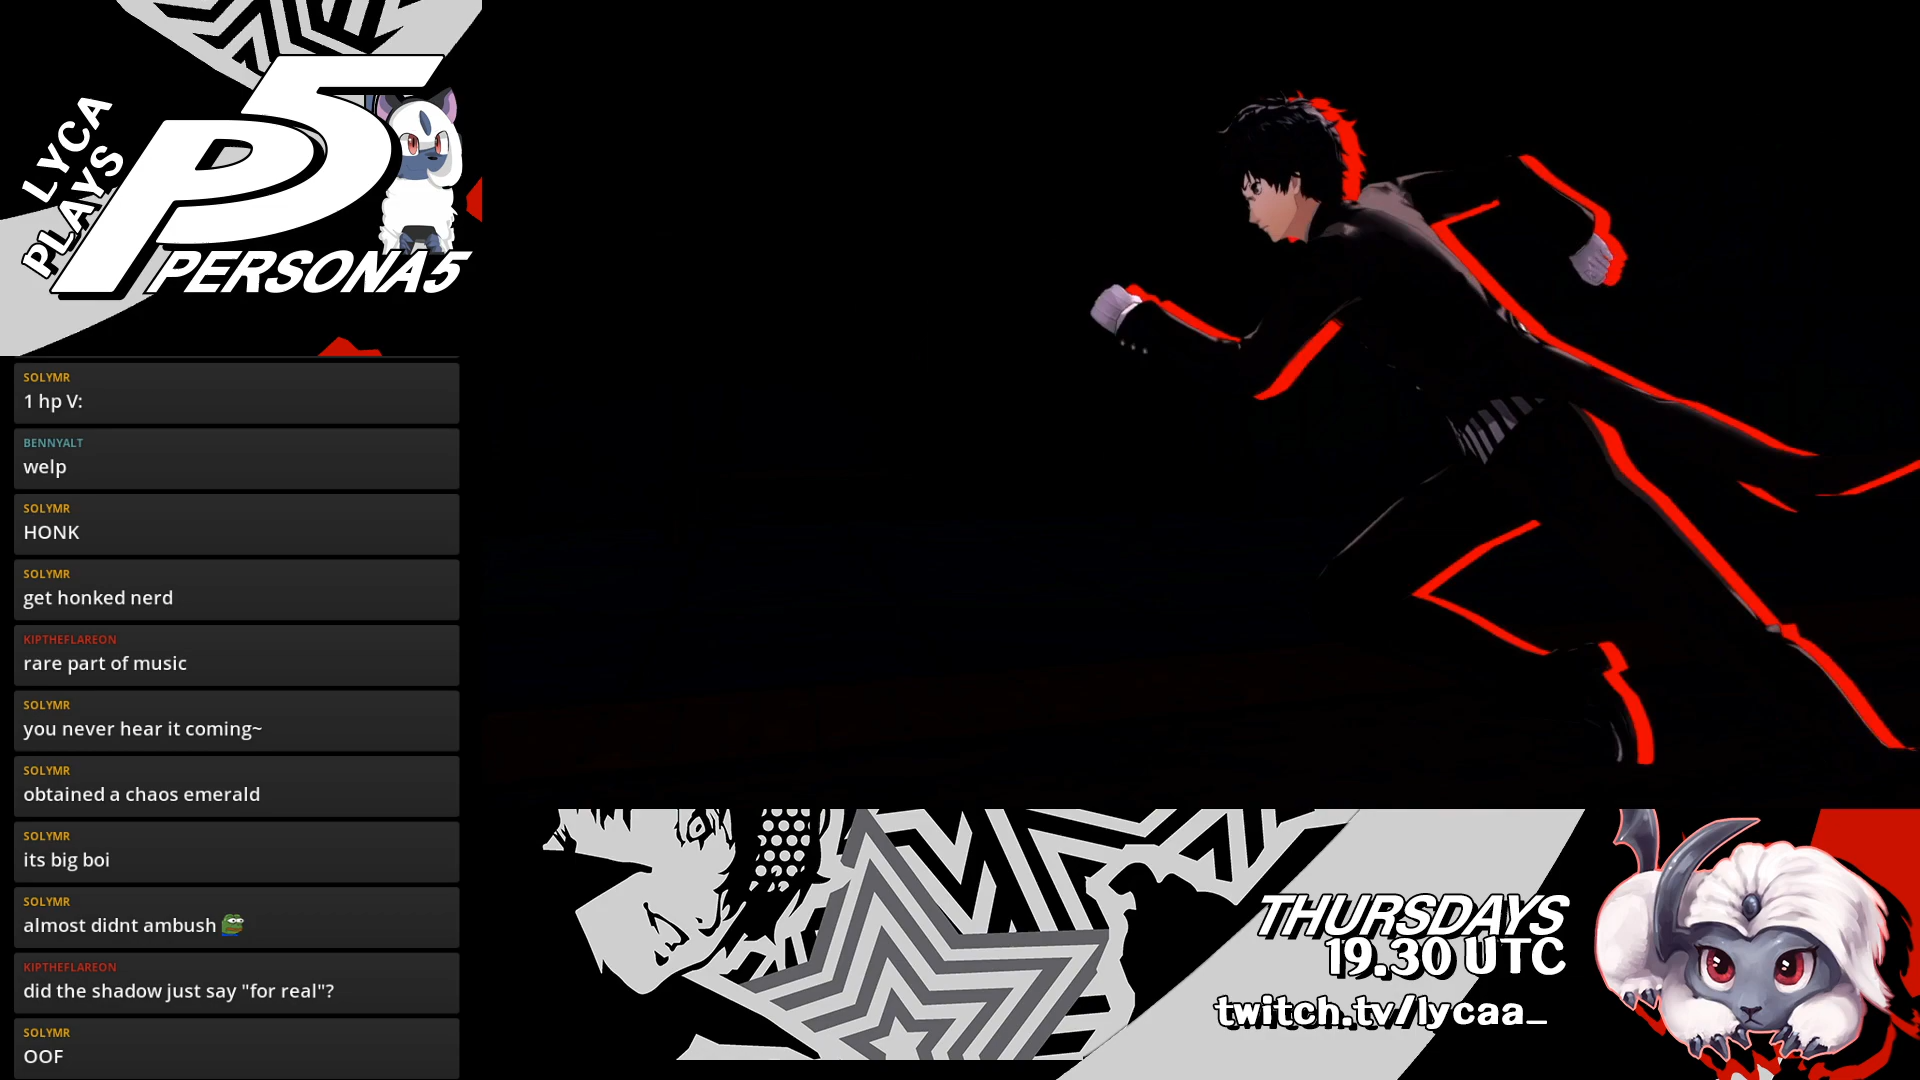 LYCA
PLAYS
P5
PERSONA5
SOLYMR
1 hp V:
BENNYALT
welp
SOLYMR
HONK
SOLYMR
get honked nerd
KIPTHEFLAREON
rare part of music
SOLYMR
you never hear it coming~
SOLYMR
obtained a chaos emerald
SOLYMR
its big boi
SOLYMR
almost didnt ambush
KIPTHEFLAREON
did the shadow just say "for real"?
SOLYMR
OOF
THURSDAYS
19.30 UTC
twitch.tv/lycaa_